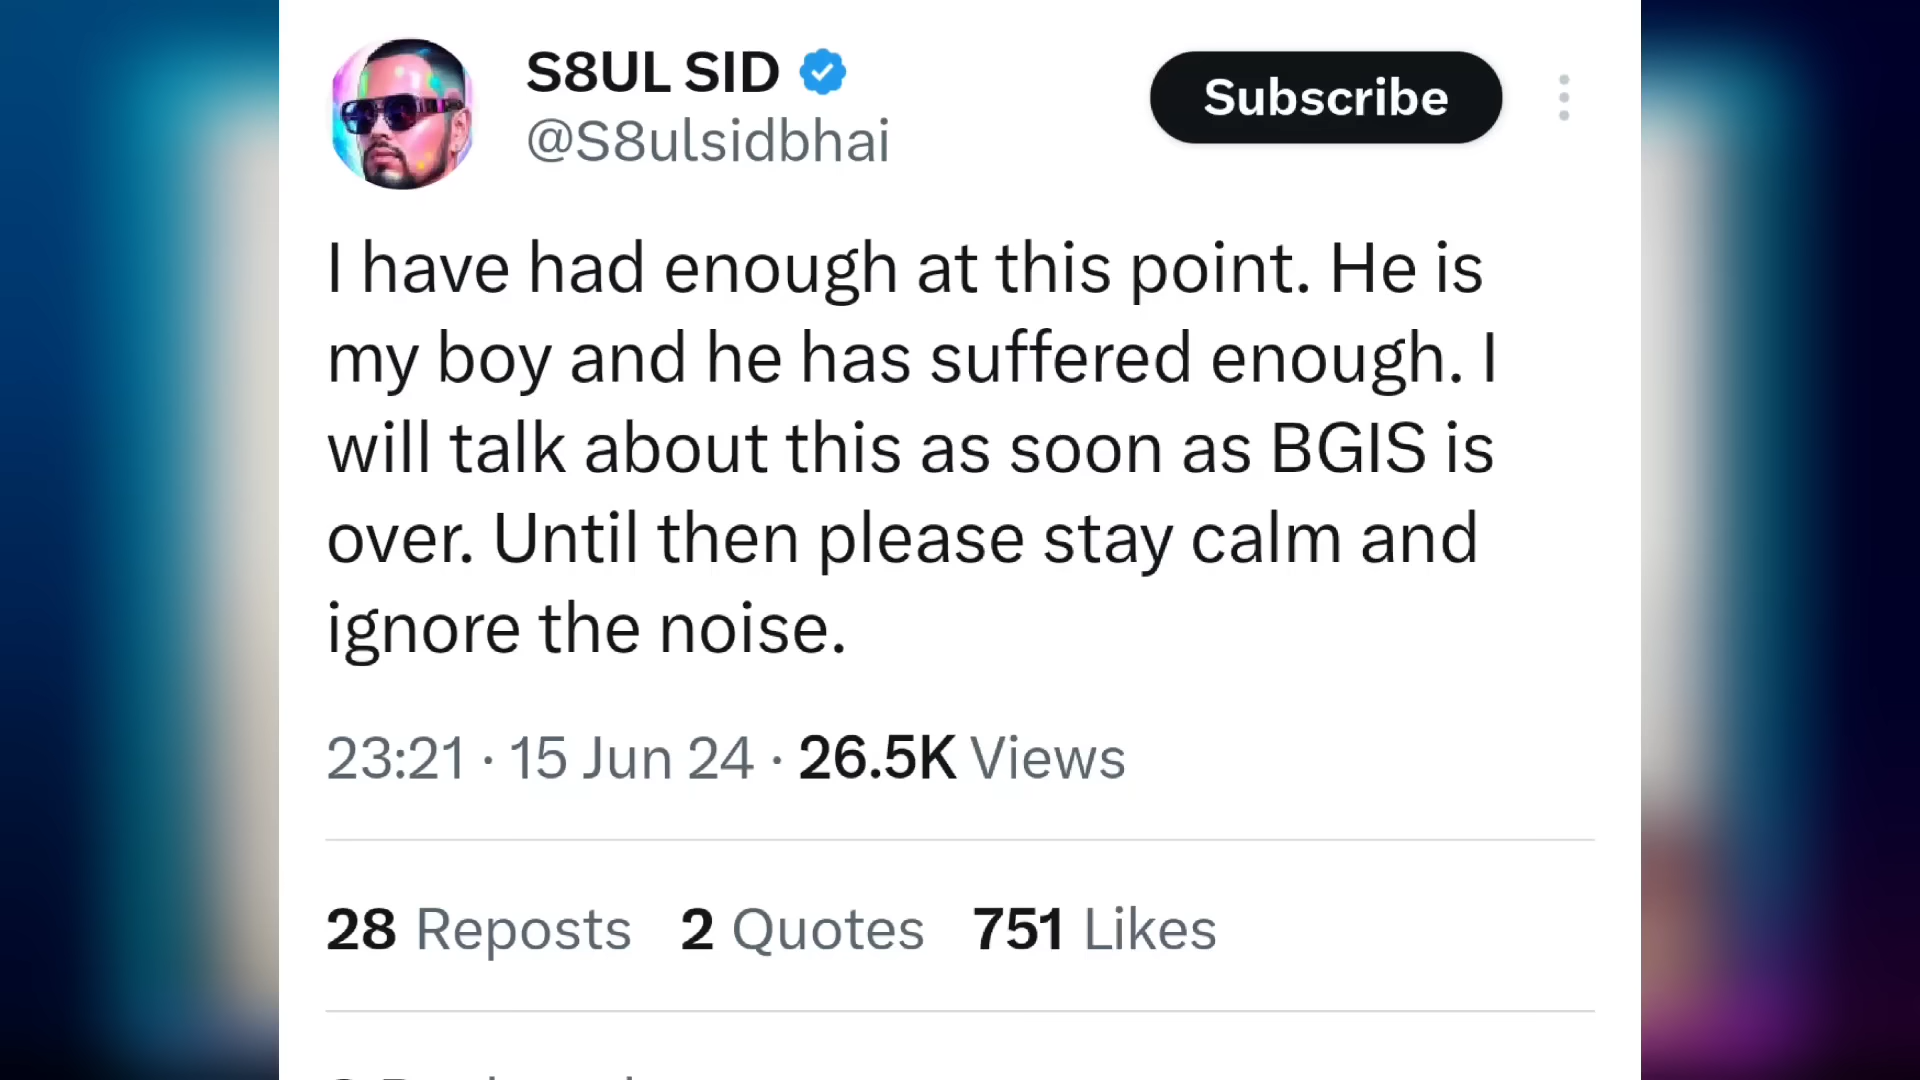 S8UL SID
Subscribe
@S8ulsidbhai
I have had enough at this point. He is
my boy and he has suffered enough. I
will talk about this as soon as BGIS is
over. Until then please stay calm and
ignore the noise.
23:21 · 15 Jun 24 · 26.5K Views
28 Reposts 2 Quotes 751 Likes